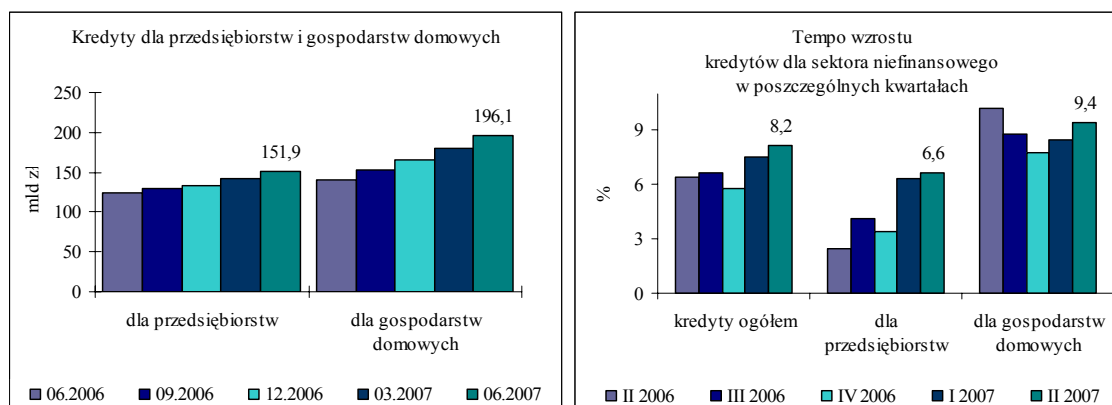 Kredyty dla przedsiębiorstw i gospodarstw domowych
250
200
150
100
50
0
mld zł
151,9
196,1
dla przedsiębiorstw
dla gospodarstw
domowych
06.2006
09.2006
12.2006
03.2007
06.2007
Tempo wzrostu
kredytów dla sektora niefinansowego
w poszczególnych kwartałach
9
6
3
0
%
8,2
6,6
9,4
kredyty ogółem
dla
przedsiębiorstw
dla gospodarstw
domowych
II 2006
III 2006
IV 2006
I 2007
II 2007